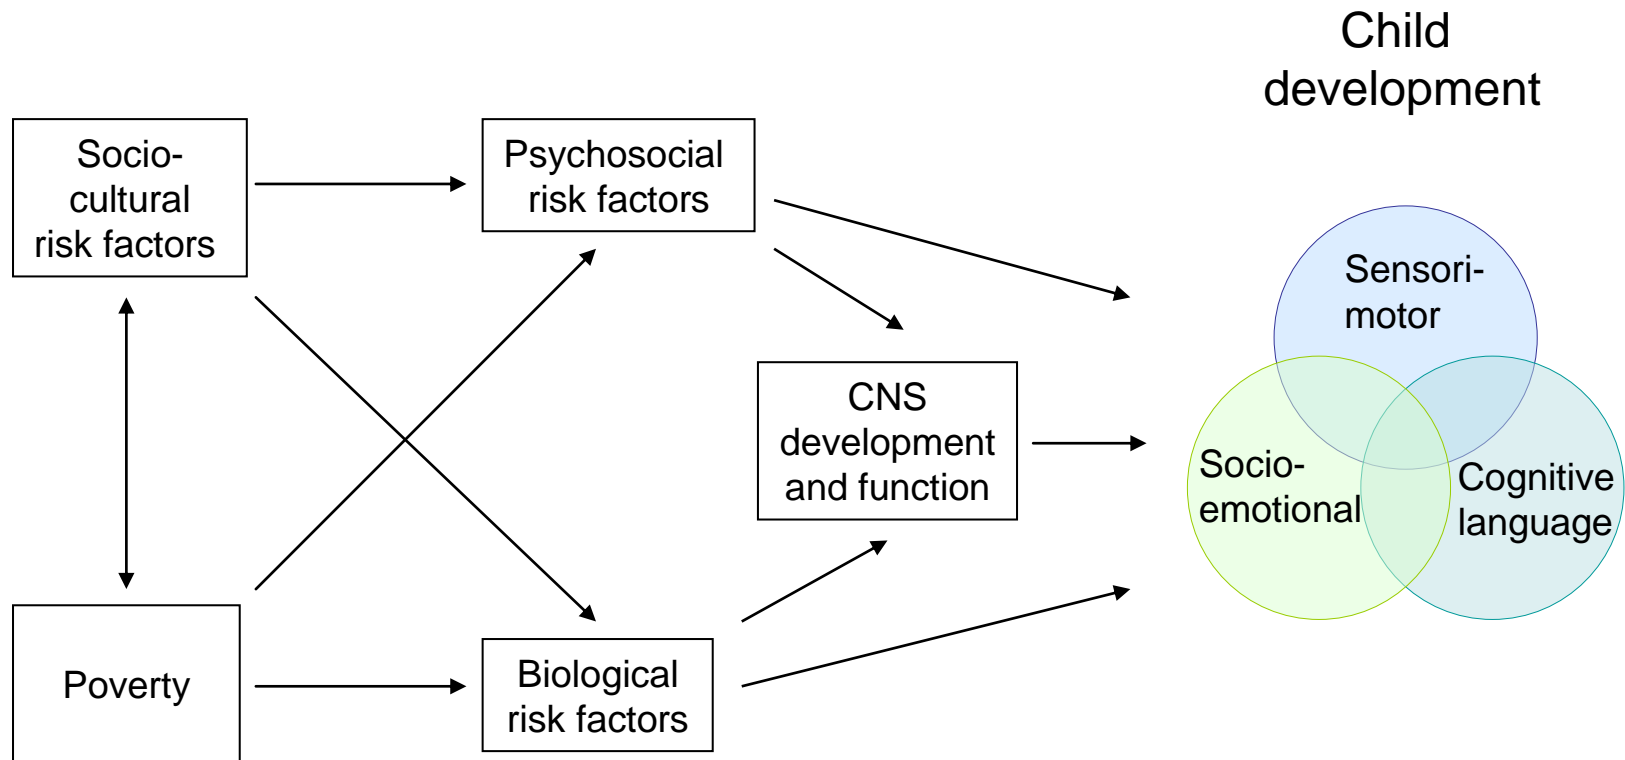 Child
development
Socio-
cultural
risk factors
Psychosocial
risk factors
Sensori-
motor
CNS
development
and function
Socio-
emotional
Cognitive
language
Poverty
Biological
risk factors